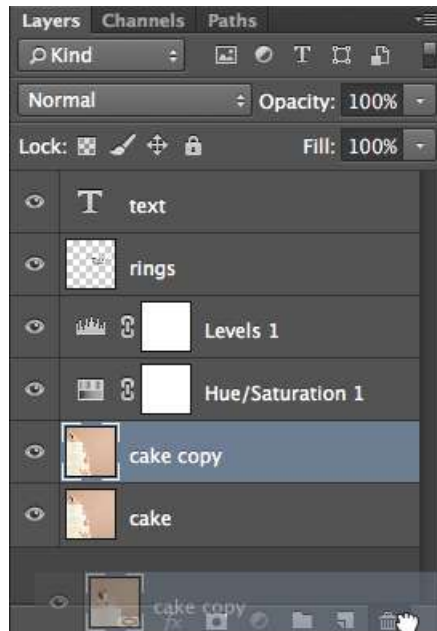 Layers Channels Paths
Kind
Normal Opacity: 100%
Lock: Fill: 100%
T text
rings
Levels 1
Hue/Saturation 1
cake copy
cake
cake copy
fx